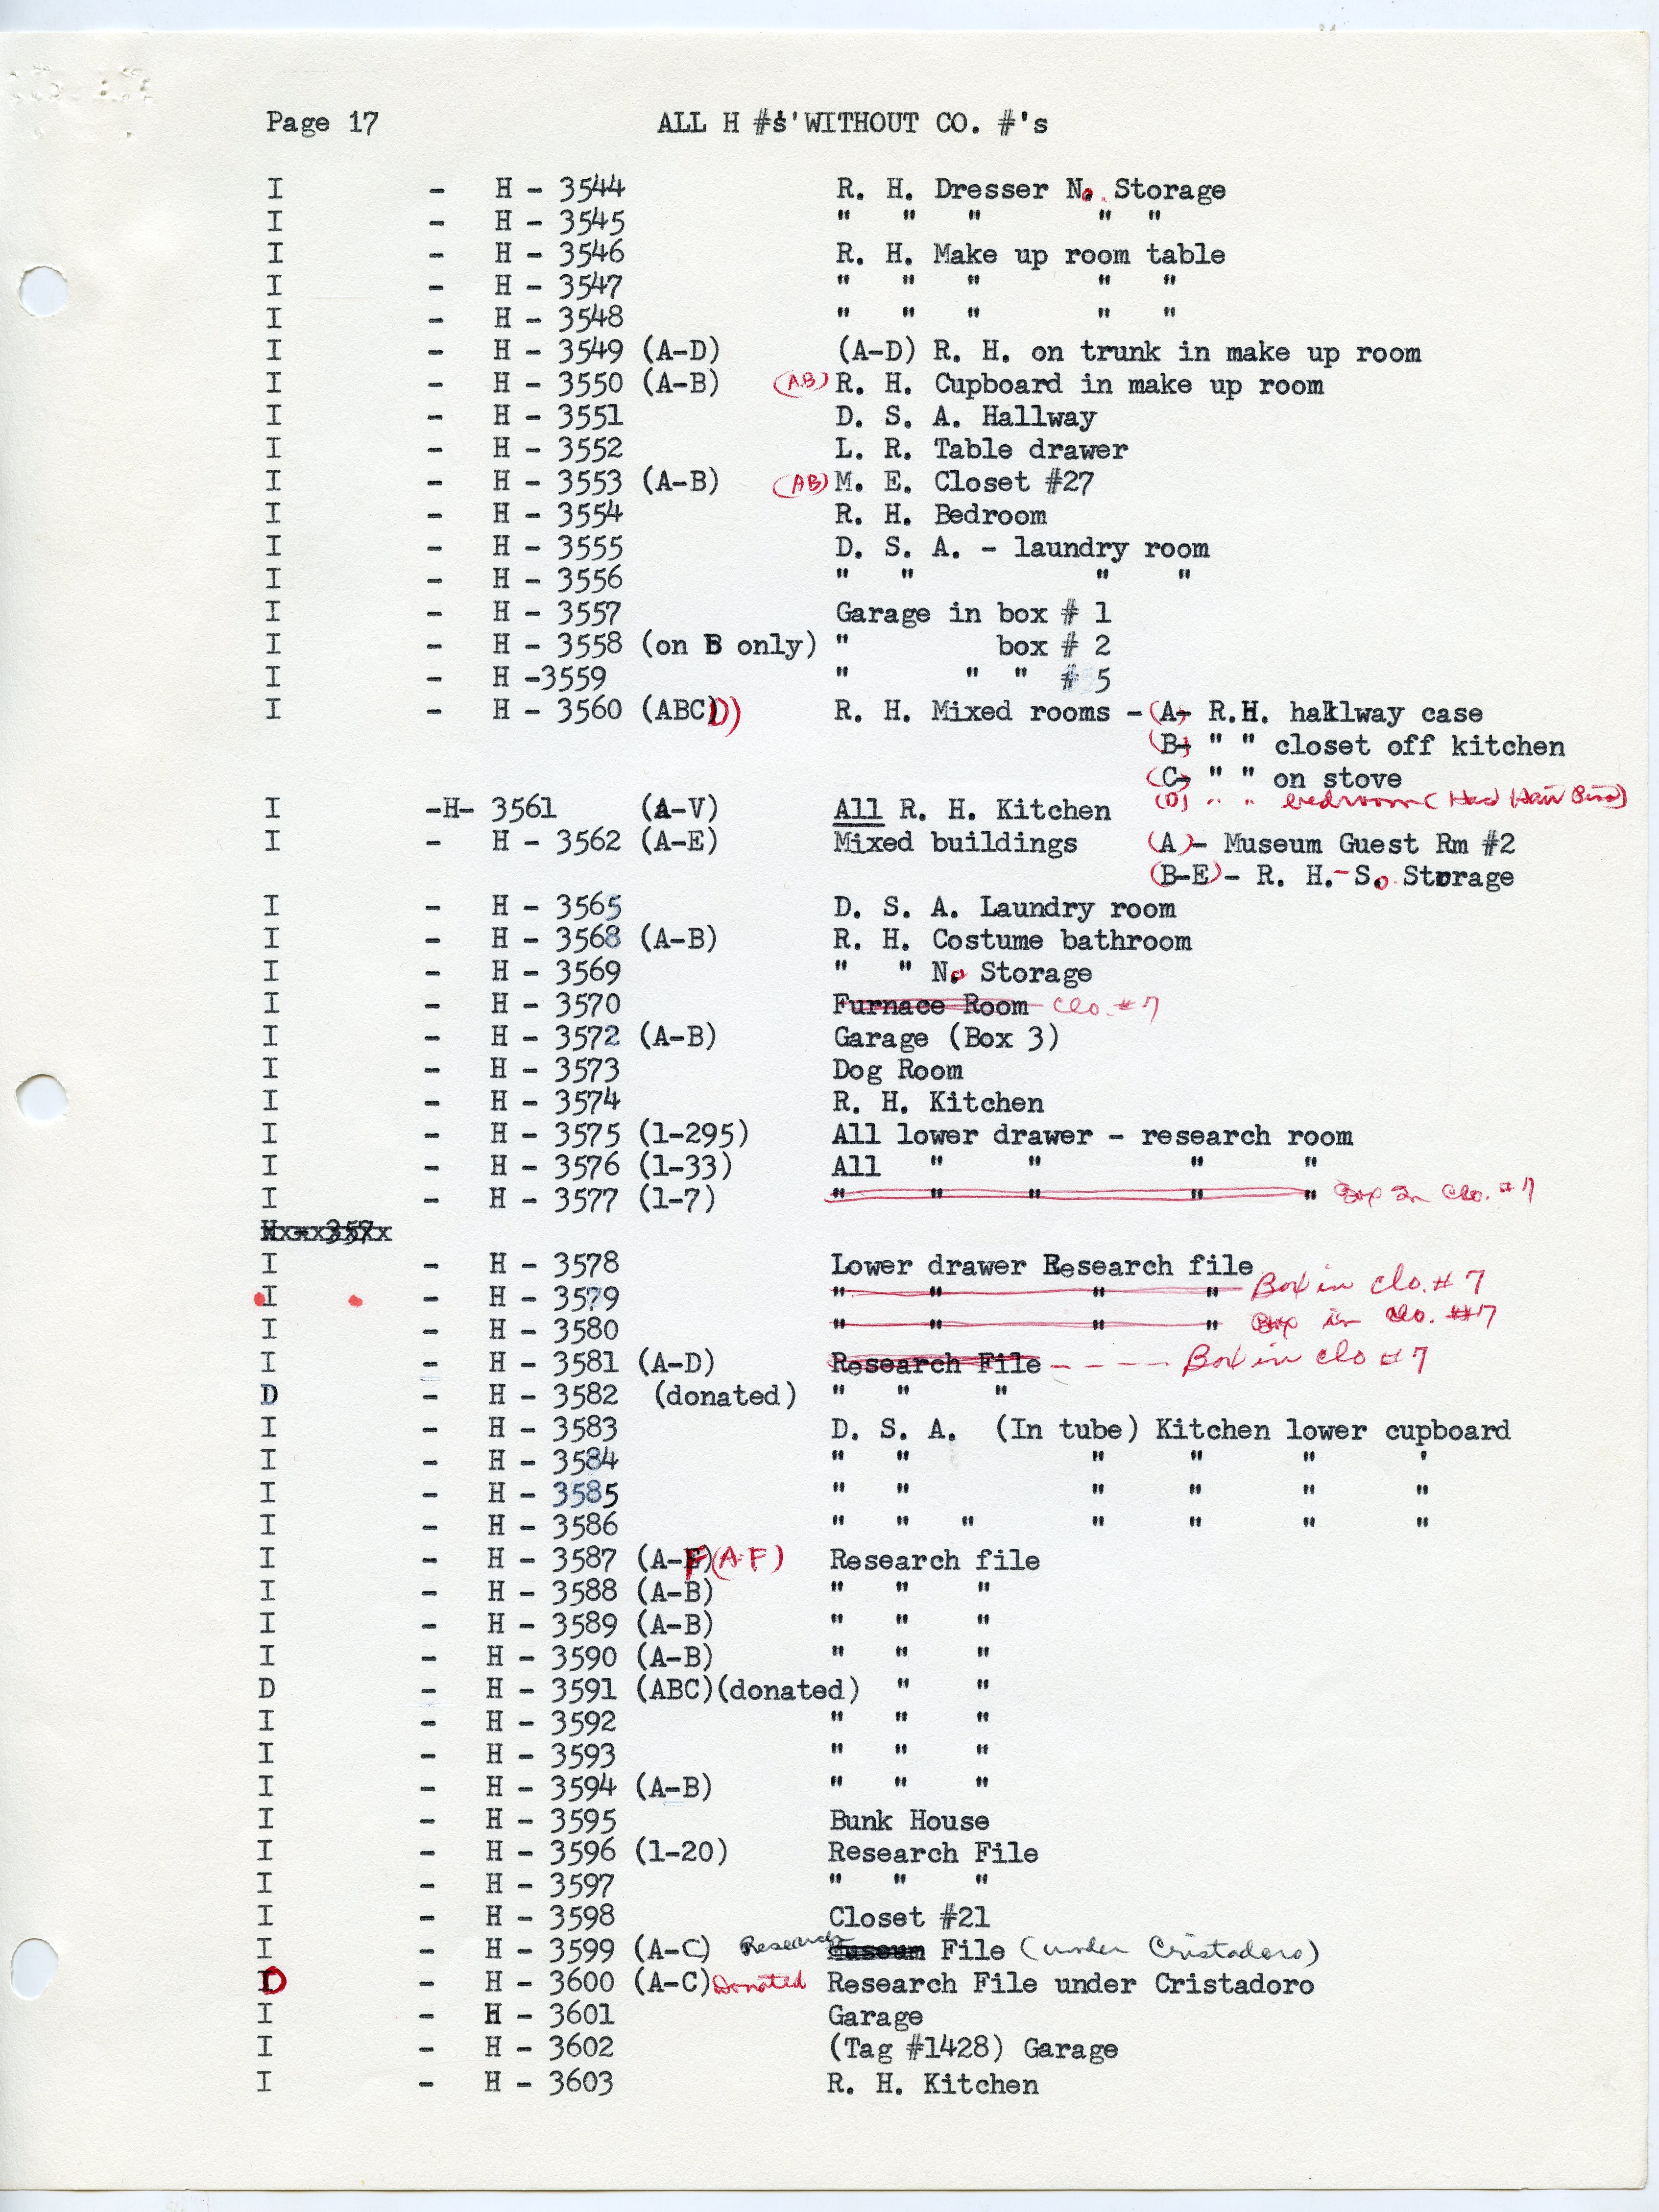 Page 17 ALL H #s' WITHOUT CO. #'s
I - H - 3544 R. H. Dresser No. Storage
I - H - 3545 " " " " "
I - H - 3546 R. H. Make up room table
I - H - 3547 " " " " "
I - H - 3548 " " " " "
I - H - 3549 (A-D) (A-D) R. H. on trunk in make up room
I - H - 3550 (A-B) (AB) R. H. Cupboard in make up room
I - H - 3551 D. S. A. Hallway
I - H - 3552 L. R. Table drawer
I - H - 3553 (A-B) (AB) M. E. Closet #27
I - H - 3554 R. H. Bedroom
I - H - 3555 D. S. A. - laundry room
I - H - 3556 " " " "
I - H - 3557 Garage in box # 1
I - H - 3558 (on B only) " box # 2
I - H -3559 " " " # 5
I - H - 3560 (ABCD) R. H. Mixed rooms - (A) - R.H. hallway case
(B) - " " closet off kitchen
(C) - " " on stove
(D) " " bedroom (Had Hair
I -H- 3561 (A-V) All R. H. Kitchen
I - H - 3562 (A-E) Mixed buildings (A) - Museum Guest Rm #2
(B-E) - R. H. - So. Storage
I - H - 3565 D. S. A. Laundry room
I - H - 3568 (A-B) R. H. Costume bathroom
I - H - 3569 " " No. Storage
I - H - 3570 Furnace Room Clo. #7
I - H - 3572 (A-B) Garage (Box 3)
I - H - 3573 Dog Room
I - H - 3574 R. H. Kitchen
I - H - 3575 (1-295) All lower drawer - research room
I - H - 3576 (1-33) All " " " "
I - H - 3577 (1-7) " " " " " Box in Clo. #7
H - 357
I - H - 3578 Lower drawer Research file
I - H - 3579 " " " " Box in Clo. #7
I - H - 3580 " " " " Box in Clo. #7
I - H - 3581 (A-D) Research File - - - - Box in Clo #7
D - H - 3582 (donated) " " "
I - H - 3583 D. S. A. (In tube) Kitchen lower cupboard
I - H - 3584 " " " " " '
I - H - 3585 " " " " " "
I - H - 3586 " " " " " " "
I - H - 3587 (A-F) (A-F) Research file
I - H - 3588 (A-B) " " "
I - H - 3589 (A-B) " " "
I - H - 3590 (A-B) " " "
D - H - 3591 (ABC)(donated) " "
I - H - 3592 " " "
I - H - 3593 " " "
I - H - 3594 (A-B) " " "
I - H - 3595 Bunk House
I - H - 3596 (1-20) Research File
I - H - 3597 " " "
I - H - 3598 Closet #21
I - H - 3599 (A-C) Research Museum File (under Cristadoro)
D - H - 3600 (A-C) Donated Research File under Cristadoro
I - H - 3601 Garage
I - H - 3602 (Tag #1428) Garage
I - H - 3603 R. H. Kitchen